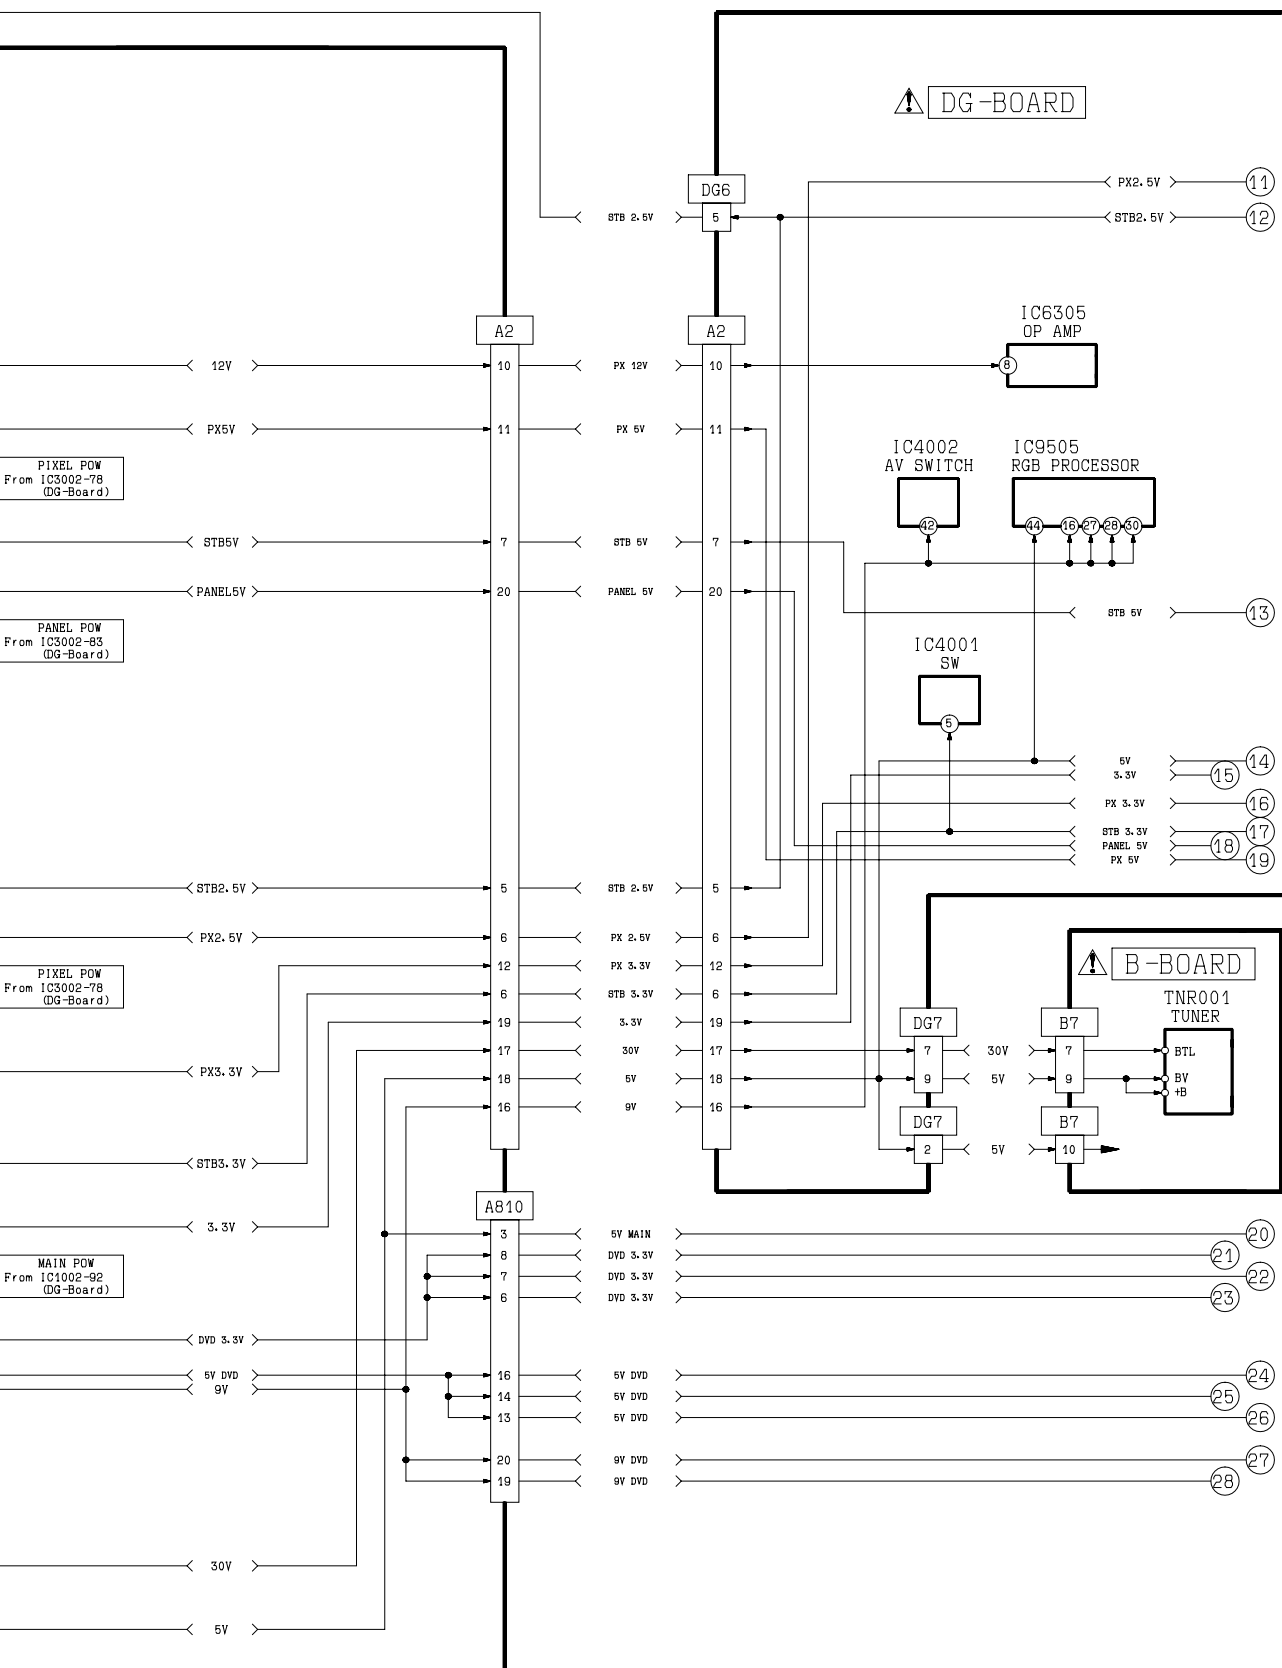 DG-BOARD
DG6
PX2.5V
11
STB 2.5V
5
STB2.5V
12
A2
A2
IC6305
OP AMP
12V
10
PX 12V
10
8
PX5V
11
PX 5V
11
IC4002
AV SWITCH
IC9505
RGB PROCESSOR
PIXEL POW
From IC3002-78
(DG-Board)
42
44
16
27
28
30
STB5V
7
STB 5V
7
PANEL5V
20
PANEL 5V
20
STB 5V
13
PANEL POW
From IC3002-83
(DG-Board)
IC4001
SW
5
5V
14
3.3V
15
PX 3.3V
16
STB 3.3V
17
PANEL 5V
18
PX 5V
19
STB2.5V
5
STB 2.5V
5
PX2.5V
6
PX 2.5V
6
PIXEL POW
From IC3002-78
(DG-Board)
12
PX 3.3V
12
B-BOARD
6
STB 3.3V
6
TNR001
TUNER
19
3.3V
19
DG7
B7
17
30V
17
7
30V
7
BTL
PX3.3V
18
5V
18
9
5V
9
BV
+B
16
9V
16
DG7
B7
2
5V
10
STB3.3V
A810
3.3V
3
5V MAIN
20
8
DVD 3.3V
21
MAIN POW
From IC1002-92
(DG-Board)
7
DVD 3.3V
22
6
DVD 3.3V
23
DVD 3.3V
5V DVD
16
5V DVD
24
9V
14
5V DVD
25
13
5V DVD
26
20
9V DVD
27
19
9V DVD
28
30V
5V